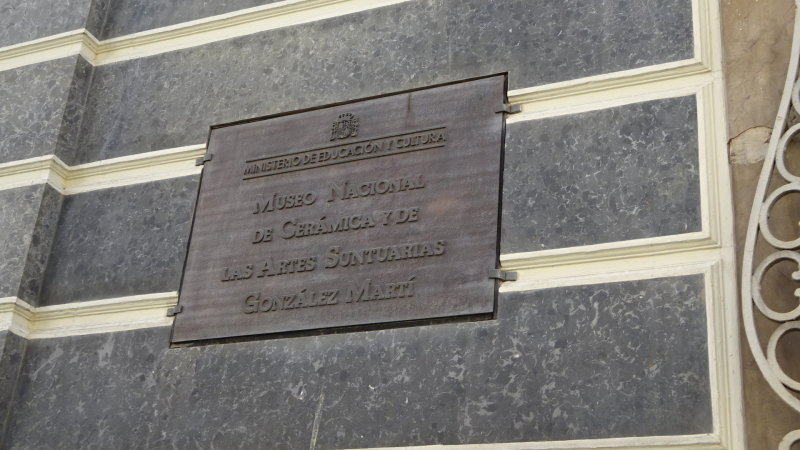 MINISTERIO DE EDUCACIÓN Y CULTURA
MUSEO NACIONAL
DE CERÁMICA Y DE
LAS ARTES SUNTUARIAS
GONZÁLEZ MARTÍ